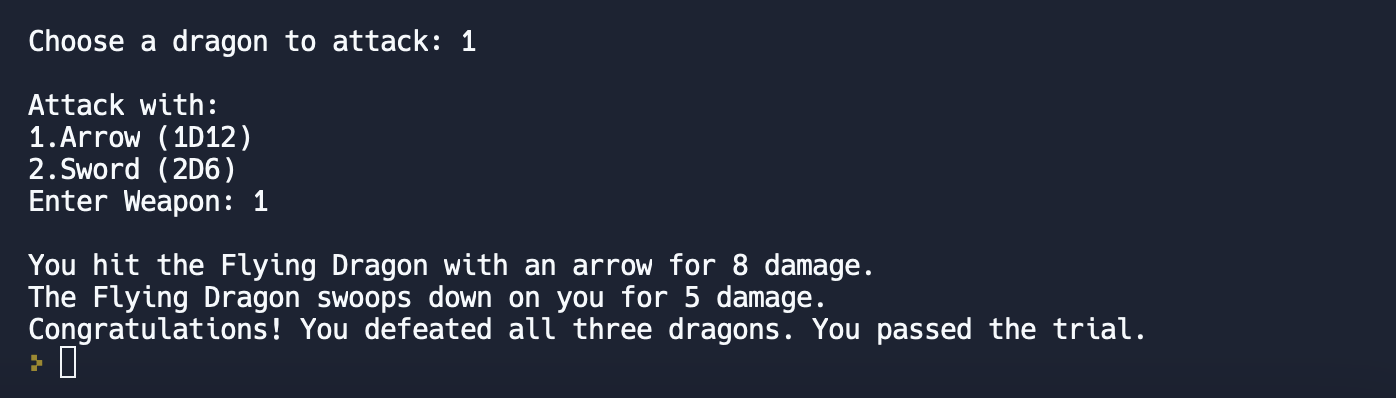 Choose a dragon to attack: 1
Attack with:
1.Arrow (1D12)
2.Sword (2D6)
Enter Weapon: 1
You hit the Flying Dragon with an arrow for 8 damage.
The Flying Dragon swoops down on you for 5 damage.
Congratulations! You defeated all three dragons. You passed the trial.